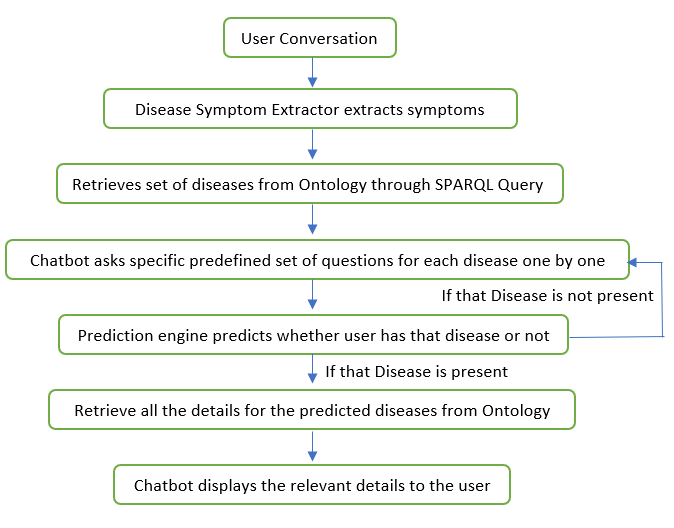 User Conversation
Disease Symptom Extractor extracts symptoms
Retrieves set of diseases from Ontology through SPARQL Query
Chatbot asks specific predefined set of questions for each disease one by one
If that Disease is not present
Prediction engine predicts whether user has that disease or not
If that Disease is present
Retrieve all the details for the predicted diseases from Ontology
Chatbot displays the relevant details to the user